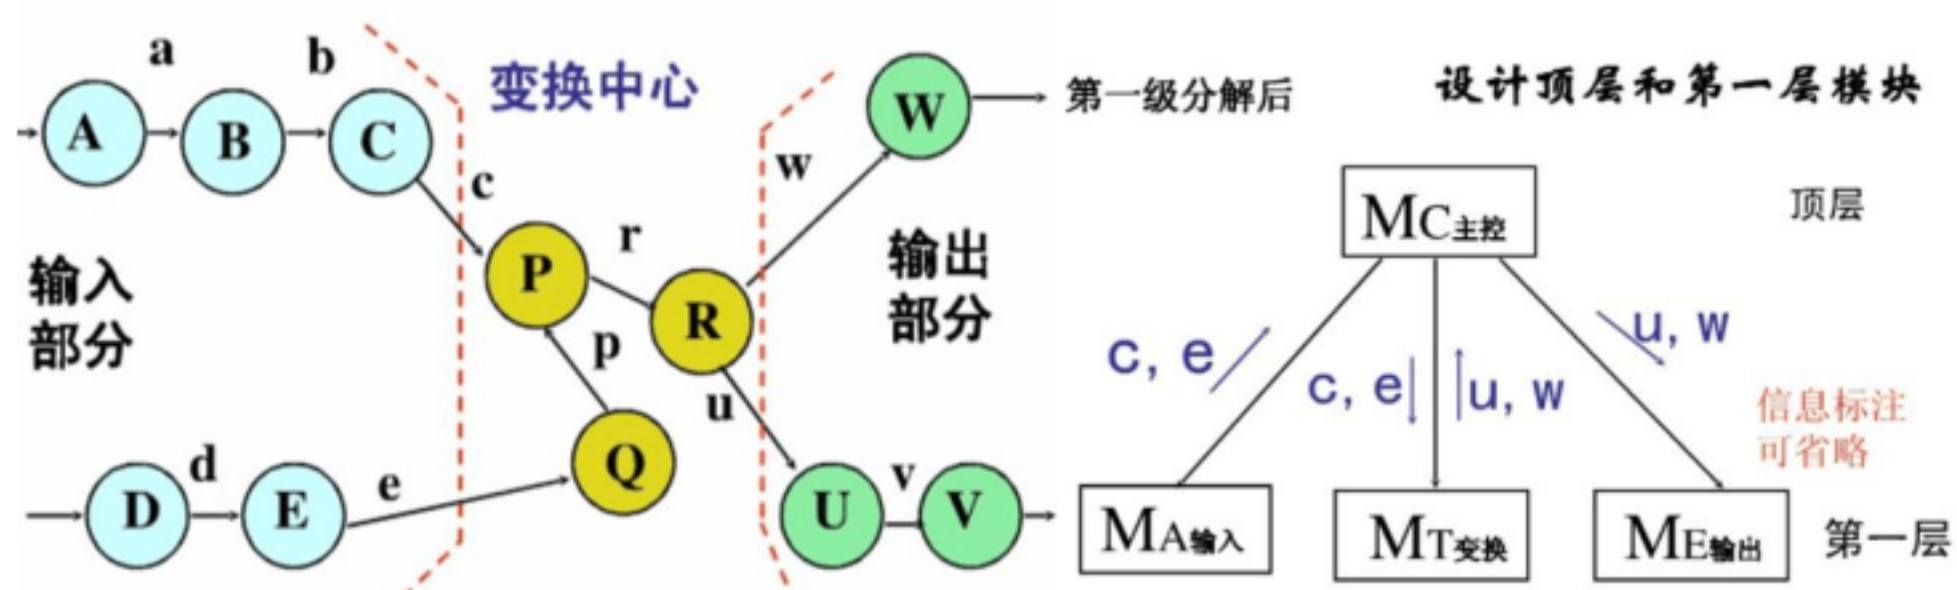 a
b
变换中心
A
B
C
c
输入
部分
P
r
R
p
Q
u
w
W
输出
部分
D
d
E
e
U
v
V
第一级分解后
设计顶层和第一层模块
MC主控
顶层
c, e
c, e
u, w
u, w
信息标注
可省略
MA输入
MT变换
ME输出
第一层